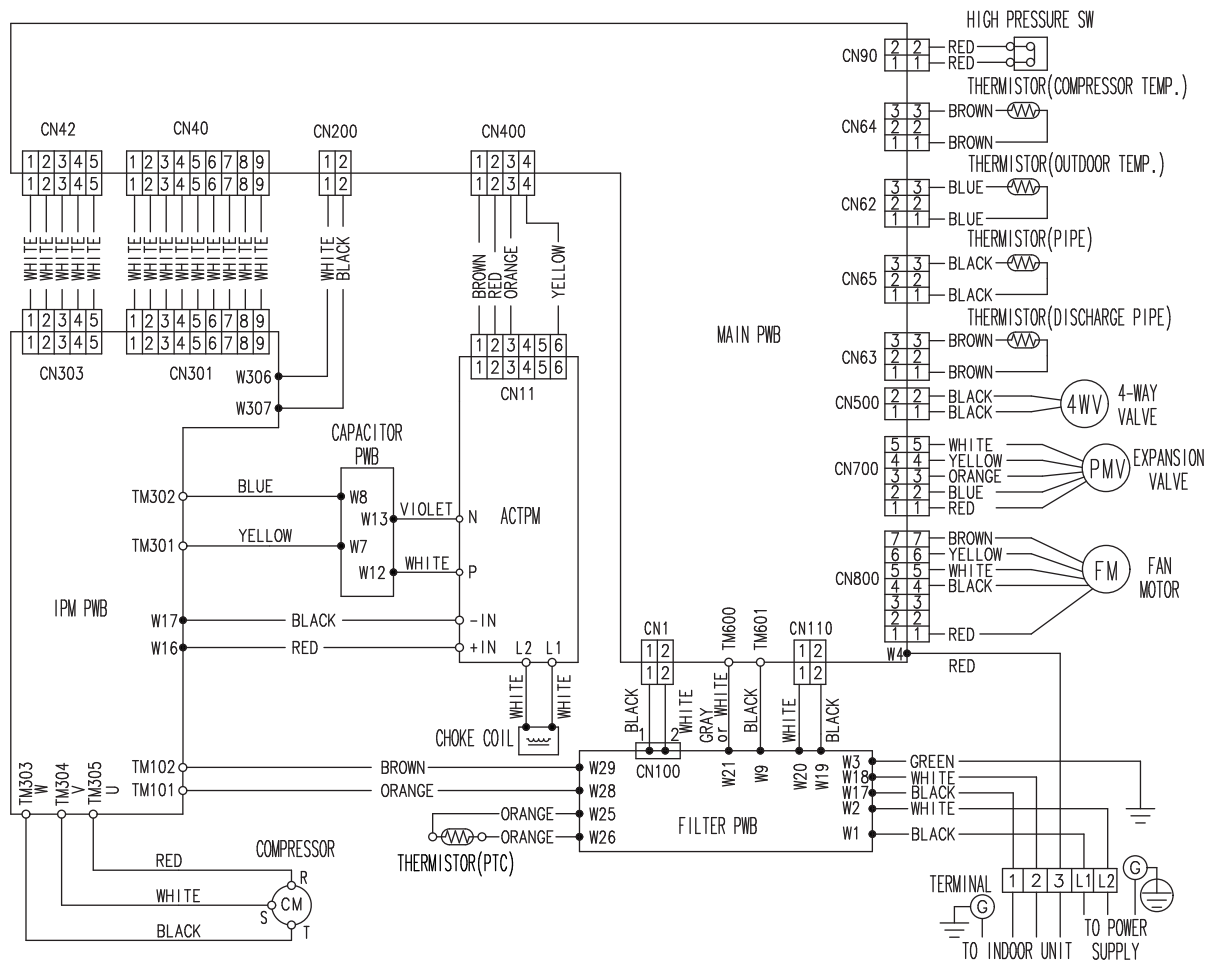 HIGH PRESSURE SW
CN90
2 2 RED
1 1 RED
THERMISTOR(COMPRESSOR TEMP.)
CN64
3 3 BROWN
2 2
1 1 BROWN
THERMISTOR(OUTDOOR TEMP.)
CN62
3 3 BLUE
2 2
1 1 BLUE
THERMISTOR(PIPE)
CN65
3 3 BLACK
2 2
1 1 BLACK
THERMISTOR(DISCHARGE PIPE)
CN63
3 3 BROWN
2 2
1 1 BROWN
CN500
2 2 BLACK
1 1 BLACK
4WV
4-WAY
VALVE
CN700
5 5 WHITE
4 4 YELLOW
3 3 ORANGE
2 2 BLUE
1 1 RED
PMV
EXPANSION
VALVE
CN800
7 7 BROWN
6 6 YELLOW
5 5 WHITE
4 4 BLACK
3 3
2 2
1 1 RED
FM
FAN
MOTOR
W4
RED
MAIN PWB
CN42
1 2 3 4 5
1 2 3 4 5
WHITE WHITE WHITE WHITE WHITE
1 2 3 4 5
1 2 3 4 5
CN303
CN40
1 2 3 4 5 6 7 8 9
1 2 3 4 5 6 7 8 9
WHITE WHITE WHITE WHITE WHITE WHITE WHITE WHITE WHITE
1 2 3 4 5 6 7 8 9
1 2 3 4 5 6 7 8 9
CN301
CN200
1 2
1 2
WHITE BLACK
W306
W307
CN400
1 2 3 4
1 2 3 4
BROWN RED ORANGE YELLOW
1 2 3 4 5 6
1 2 3 4 5 6
CN11
CAPACITOR
PWB
TM302 BLUE W8
W13 VIOLET N
TM301 YELLOW W7
W12 WHITE P
ACTPM
IPM PWB
W17 BLACK -IN
W16 RED +IN
L2 L1
WHITE WHITE
CHOKE COIL
CN1
1 2
1 2
BLACK WHITE
1 2
CN100
TM600
GRAY
or WHITE
W21
TM601
BLACK
W9
CN110
1 2
1 2
WHITE BLACK
W20 W19
TM102 BROWN W29
TM101 ORANGE W28
ORANGE W25
ORANGE W26
THERMISTOR(PTC)
FILTER PWB
W3 GREEN
W18 WHITE
W17 BLACK
W2 WHITE
W1 BLACK
TM303 W
TM304 V
TM305 U
COMPRESSOR
RED R
WHITE S
BLACK T
CM
TERMINAL
1 2 3 L1 L2
G
G
TO INDOOR UNIT
TO POWER
SUPPLY